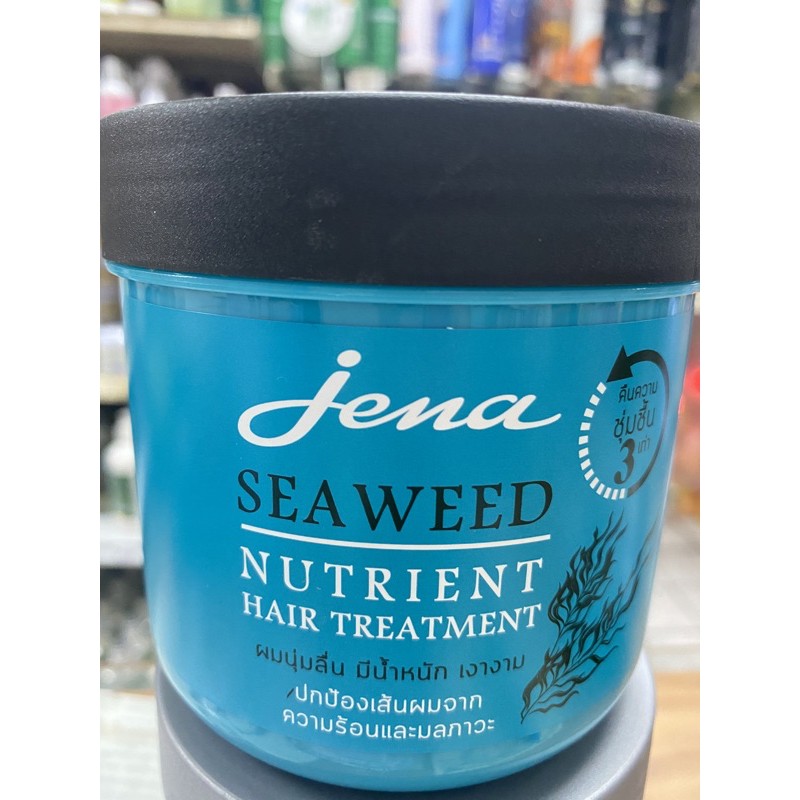 jena
คืนความ
ชุ่มชื้น
3 เท่า
SEAWEED
NUTRIENT
HAIR TREATMENT
ผมนุ่มลื่น มีน้ำหนัก เงางาม
ปกป้องเส้นผมจาก
ความร้อนและมลภาวะ